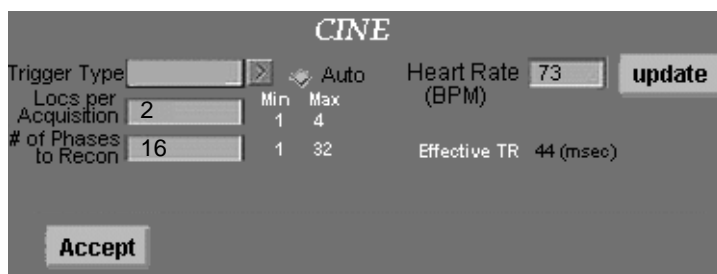 CINE
Trigger Type > Auto Heart Rate (BPM) 73 update
Locs per Acquisition 2 Min 1 Max 4
# of Phases to Recon 16 1 32 Effective TR 44 (msec)
Accept